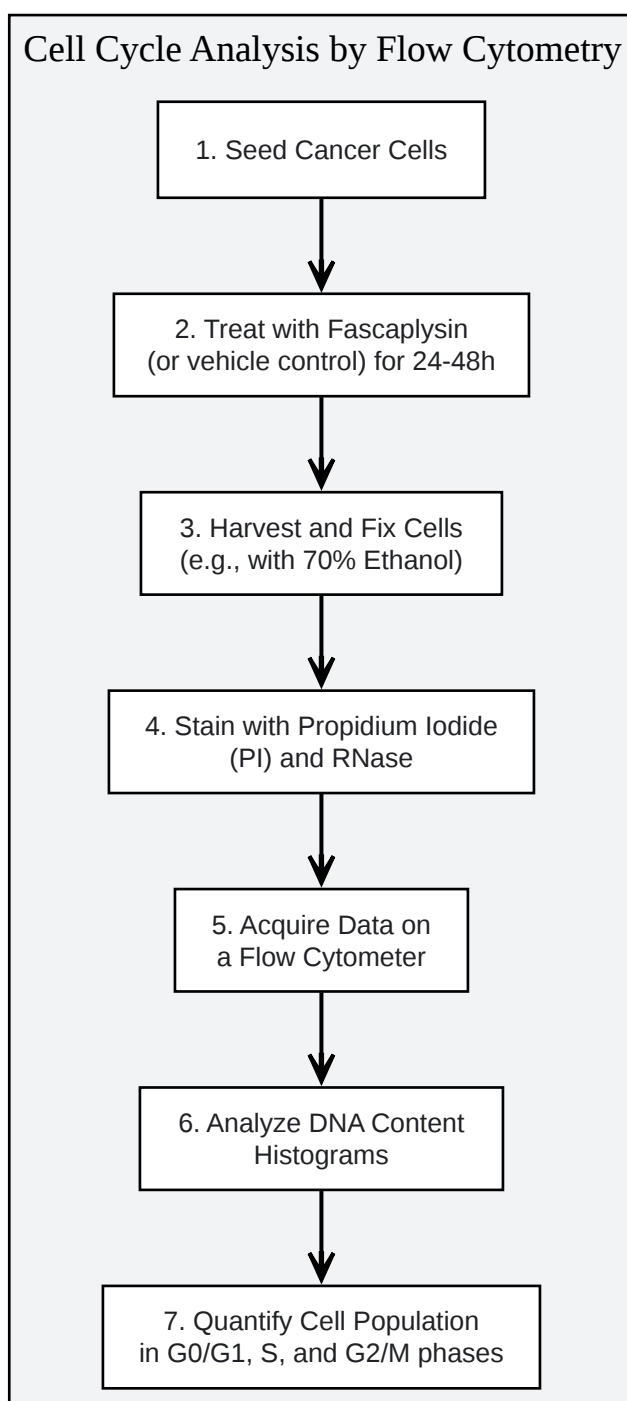 Cell Cycle Analysis by Flow Cytometry
1. Seed Cancer Cells
2. Treat with Fascaplysin
(or vehicle control) for 24-48h
3. Harvest and Fix Cells
(e.g., with 70% Ethanol)
4. Stain with Propidium Iodide
(PI) and RNase
5. Acquire Data on
a Flow Cytometer
6. Analyze DNA Content
Histograms
7. Quantify Cell Population
in G0/G1, S, and G2/M phases